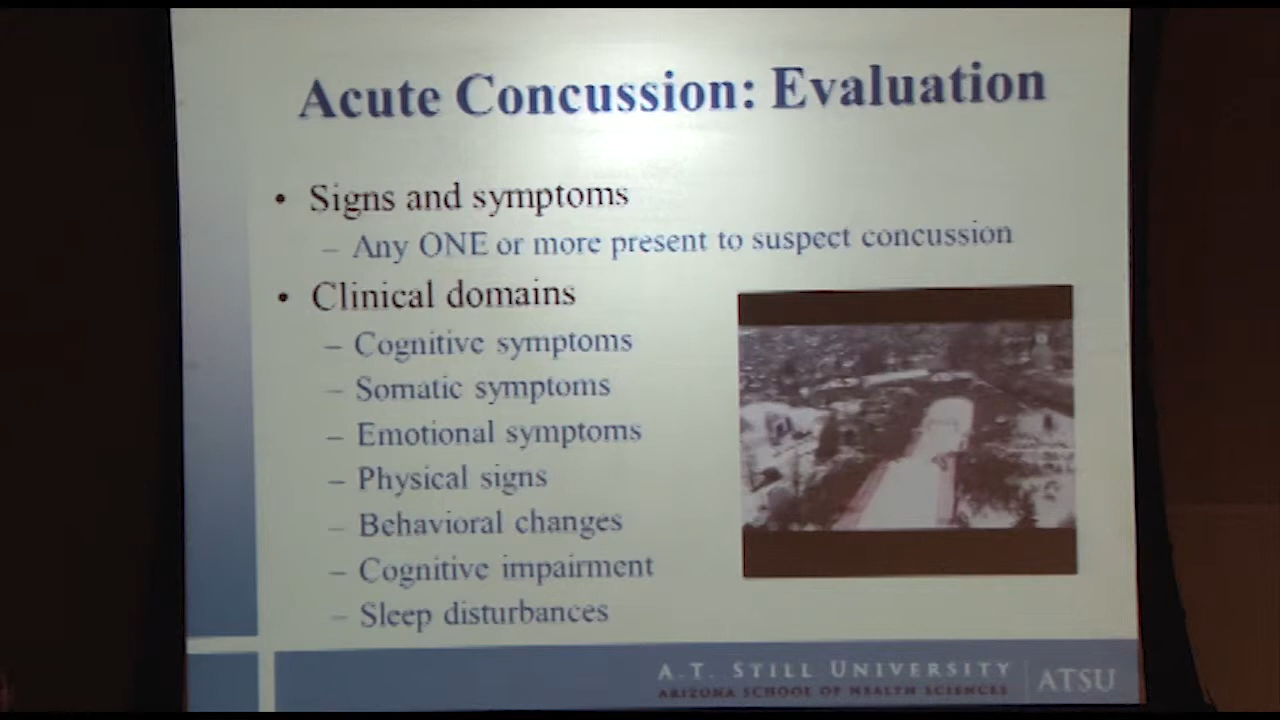 Acute Concussion: Evaluation
• Signs and symptoms
– Any ONE or more present to suspect concussion
• Clinical domains
– Cognitive symptoms
– Somatic symptoms
– Emotional symptoms
– Physical signs
– Behavioral changes
– Cognitive impairment
– Sleep disturbances
A.T. STILL UNIVERSITY
ARIZONA SCHOOL OF HEALTH SCIENCES
ATSU